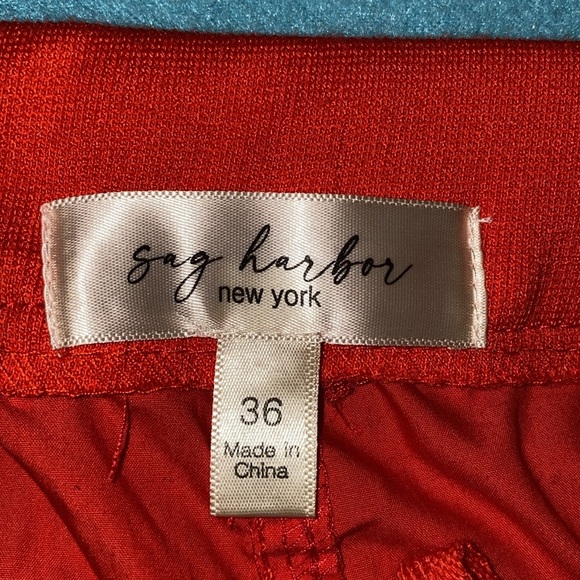 sag harbor
new york
36
Made in
China